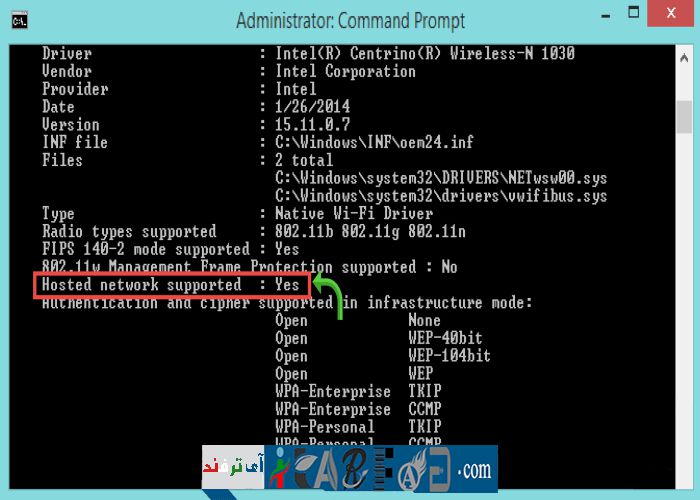 Administrator: Command Prompt
Driver : Intel(R) Centrino(R) Wireless-N 1030
Vendor : Intel Corporation
Provider : Intel
Date : 1/26/2014
Version : 15.11.0.7
INF file : C:\Windows\INF\oem24.inf
Files : 2 total
C:\Windows\system32\DRIVERS\NETwsw00.sys
C:\Windows\system32\drivers\vwifibus.sys
Type : Native Wi-Fi Driver
Radio types supported : 802.11b 802.11g 802.11n
FIPS 140-2 mode supported : Yes
802.11w Management Frame Protection supported : No
Hosted network supported : Yes
Authentication and cipher supported in infrastructure mode:
Open None
Open WEP-40bit
Open WEP-104bit
Open WEP
WPA-Enterprise TKIP
WPA-Enterprise CCMP
WPA-Personal TKIP
WPA-Personal CCMP
آی ترفند
.com